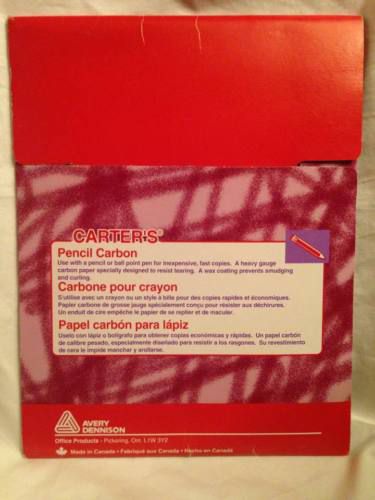 CARTER'S®
Pencil Carbon
Use with a pencil or ball point pen for inexpensive, fast copies. A heavy gauge
carbon paper specially designed to resist tearing. A wax coating prevents smudging
and curling.
Carbone pour crayon
S'utilise avec un crayon ou un style à bille pour des copies rapides et économiques.
Papier carbone de grosse jauge spécialement conçu pour résister aux déchirures.
Un enduit de cire empêche le papier de se replier et de maculer.
Papel carbón para lápiz
Uselo con lápiz o bolígrafo para obtener copias económicas y rápidas. Un papel carbón
de calibre pesado, especialmente diseñado para resistir a los rasgones. Su revestimiento
de cera le impide manchar y arrollarse.
AVERY
DENNISON
Office Products - Pickering, Ont. L1W 3Y2
Made in Canada • Fabriqué aux Canada • Hecho en Canadá